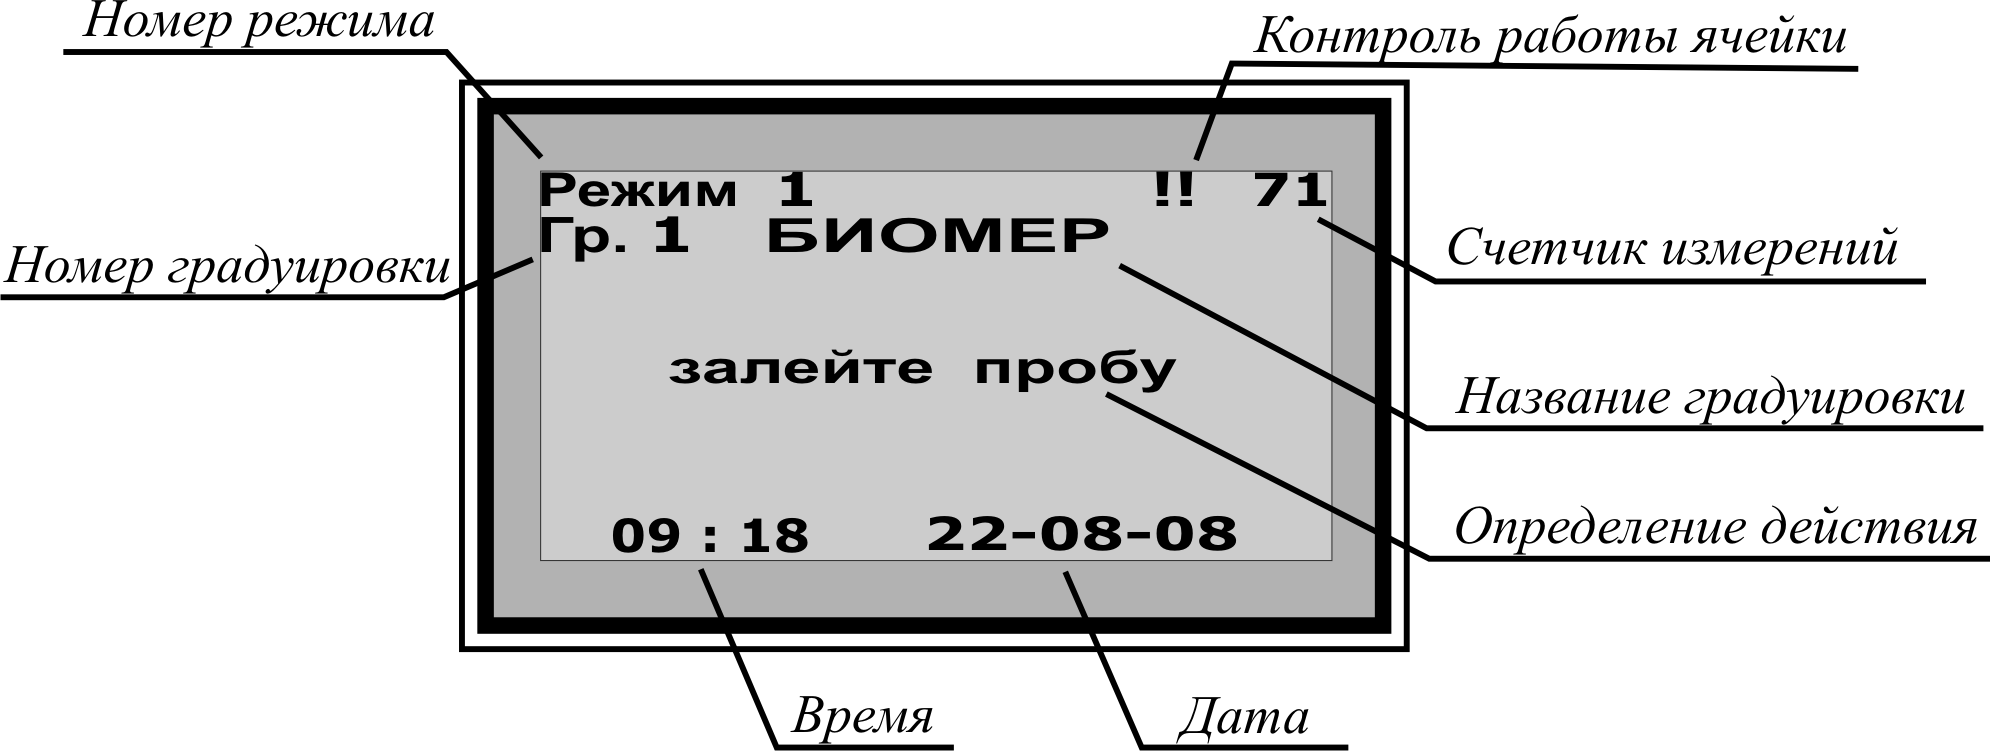 Номер режима
Контроль работы ячейки
Режим 1 !! 71
Гр. 1 БИОМЕР
Номер градуировки
Счетчик измерений
залейте пробу
Название градуировки
Определение действия
09 : 18 22-08-08
Время
Дата